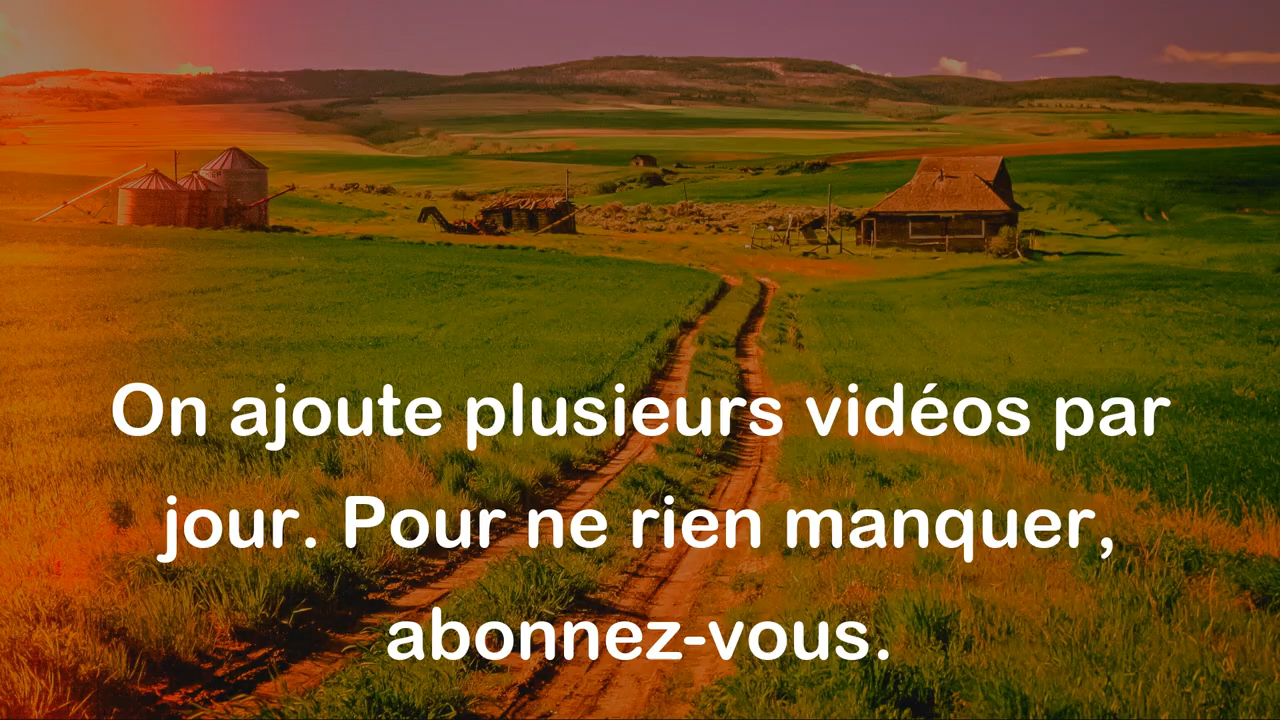 On ajoute plusieurs vidéos par
jour. Pour ne rien manquer,
abonnez-vous.